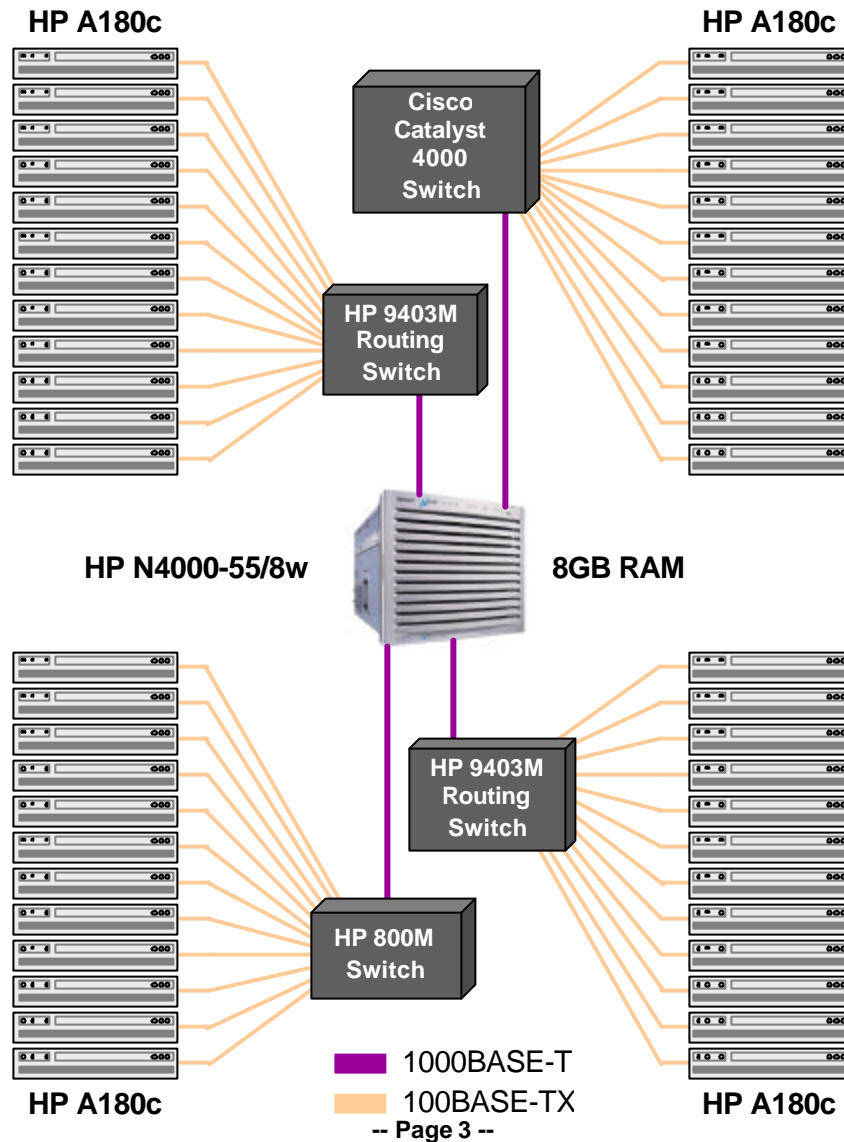 HP A180c
HP A180c
Cisco
Catalyst
4000
Switch
HP 9403M
Routing
Switch
HP N4000-55/8w
8GB RAM
HP 9403M
Routing
Switch
HP 800M
Switch
1000BASE-T
100BASE-TX
HP A180c
HP A180c
-- Page 3 --